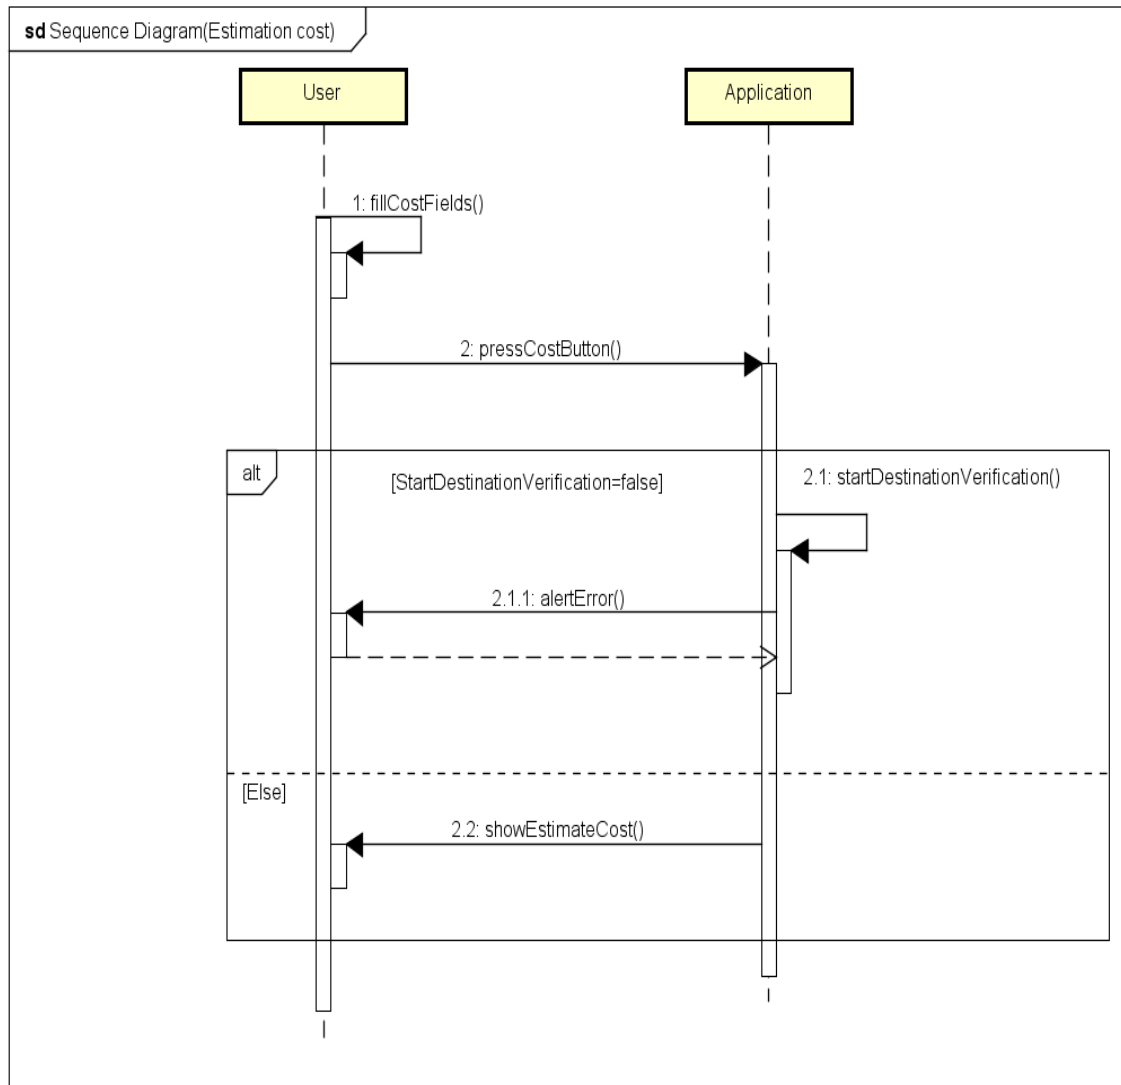 sd Sequence Diagram(Estimation cost)
User
Application
1: fillCostFields()
2: pressCostButton()
alt
[StartDestinationVerification=false]
2.1: startDestinationVerification()
2.1.1: alertError()
[Else]
2.2: showEstimateCost()